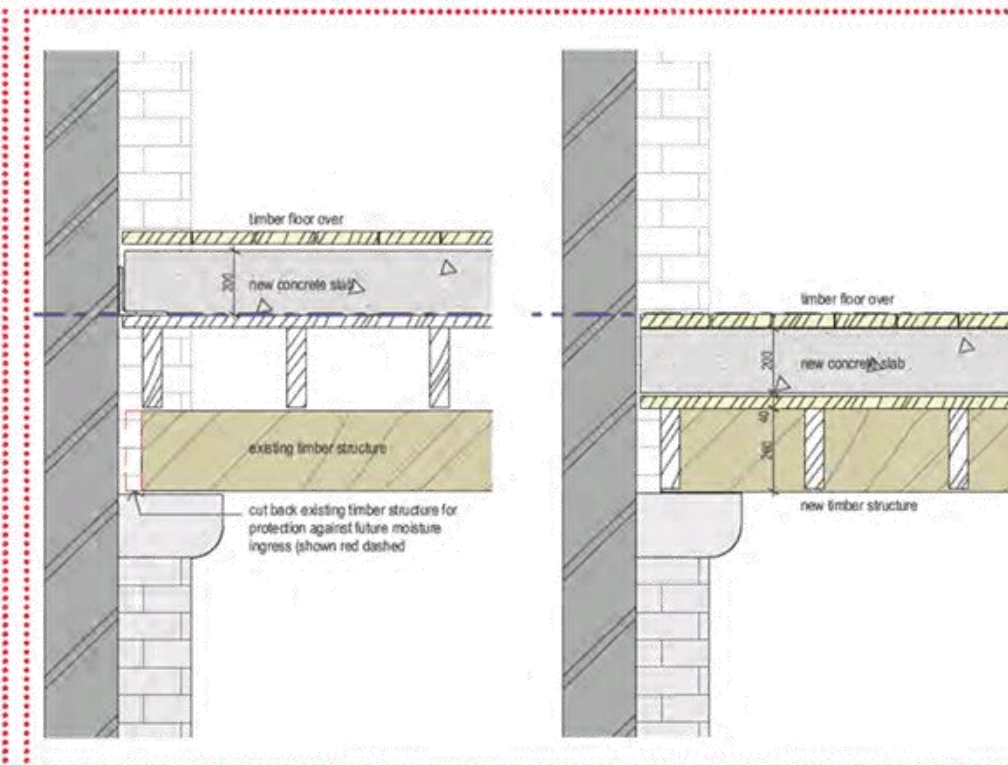 timber floor over
200
new concrete slab
existing timber structure
cut back existing timber structure for
protection against future moisture
ingress (shown red dashed
timber floor over
200
new concrete slab
40
260
new timber structure